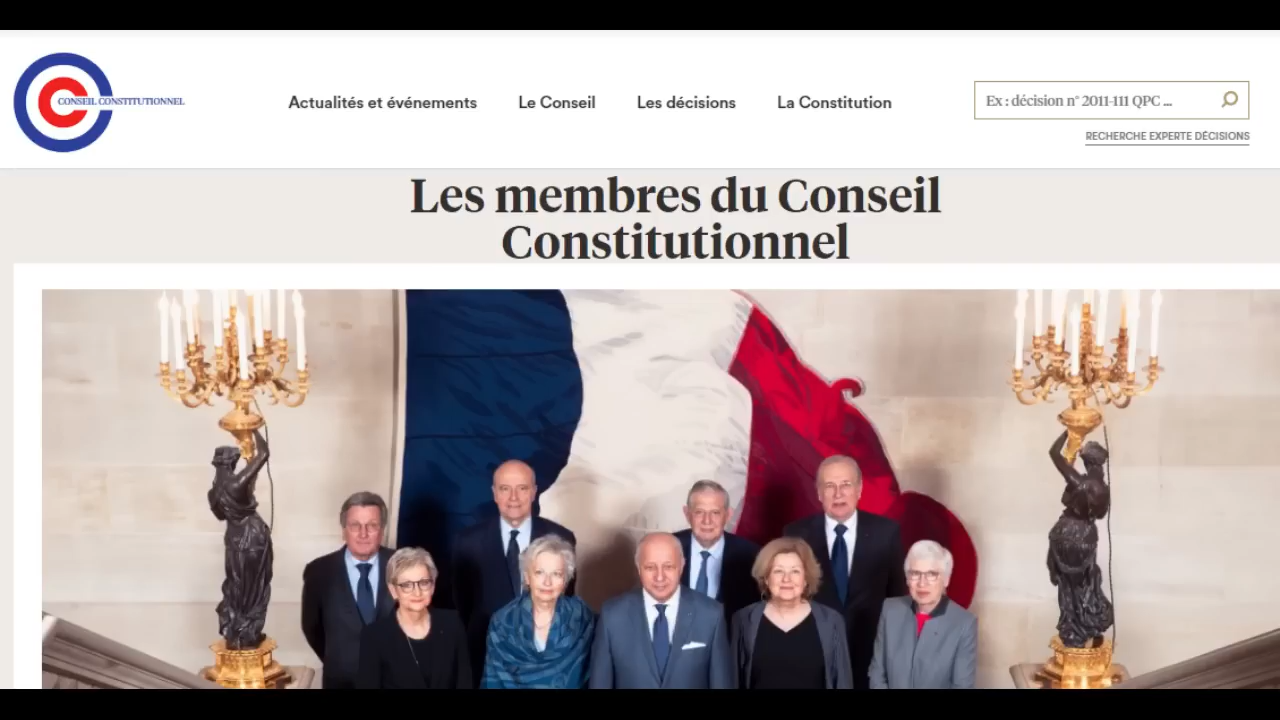 CONSEIL CONSTITUTIONNEL
Actualités et événements
Le Conseil
Les décisions
La Constitution
Ex : décision n° 2011-111 QPC ...
RECHERCHE EXPERTE DÉCISIONS
Les membres du Conseil
Constitutionnel